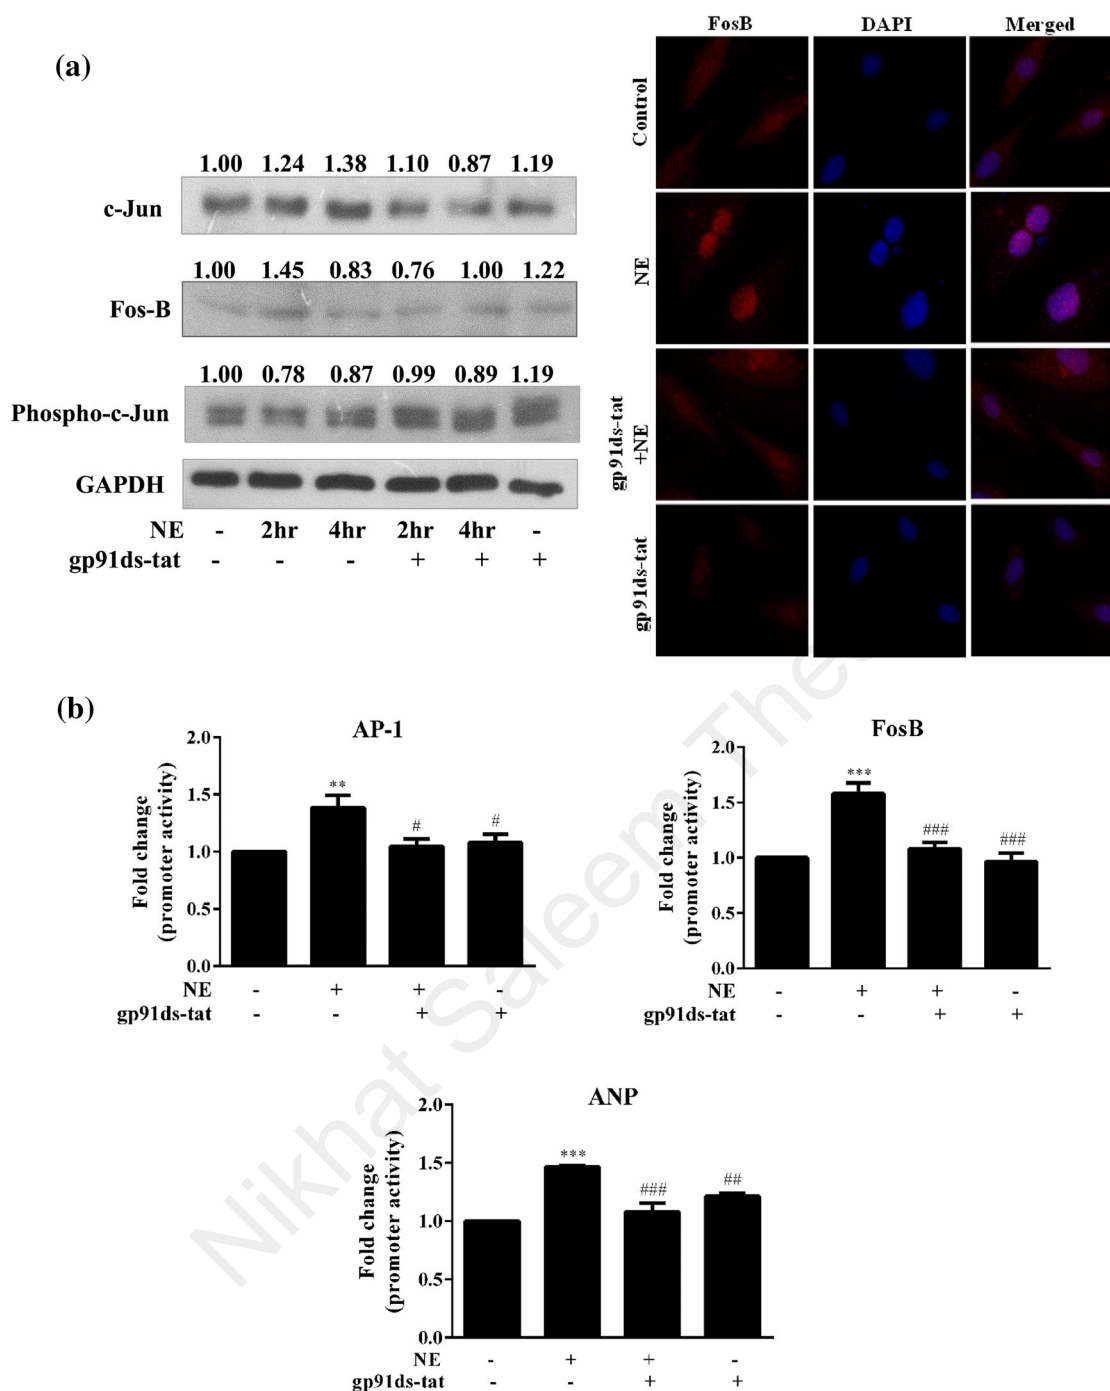 (a)
FosB DAPI Merged
Control
NE
gp91ds-tat
+NE
gp91ds-tat
1.00 1.24 1.38 1.10 0.87 1.19
c-Jun
1.00 1.45 0.83 0.76 1.00 1.22
Fos-B
1.00 0.78 0.87 0.99 0.89 1.19
Phospho-c-Jun
GAPDH
NE - 2hr 4hr 2hr 4hr -
gp91ds-tat - - - + + +
(b)
AP-1
Fold change
(promoter activity)
2.0
1.5
1.0
0.5
0.0
** # #
NE - + + -
gp91ds-tat - - + +
FosB
Fold change
(promoter activity)
2.0
1.5
1.0
0.5
0.0
*** ### ###
NE - + + -
gp91ds-tat - - + +
ANP
Fold change
(promoter activity)
2.0
1.5
1.0
0.5
0.0
*** ### ##
NE - + + -
gp91ds-tat - - + +
Nikhat Saleem The